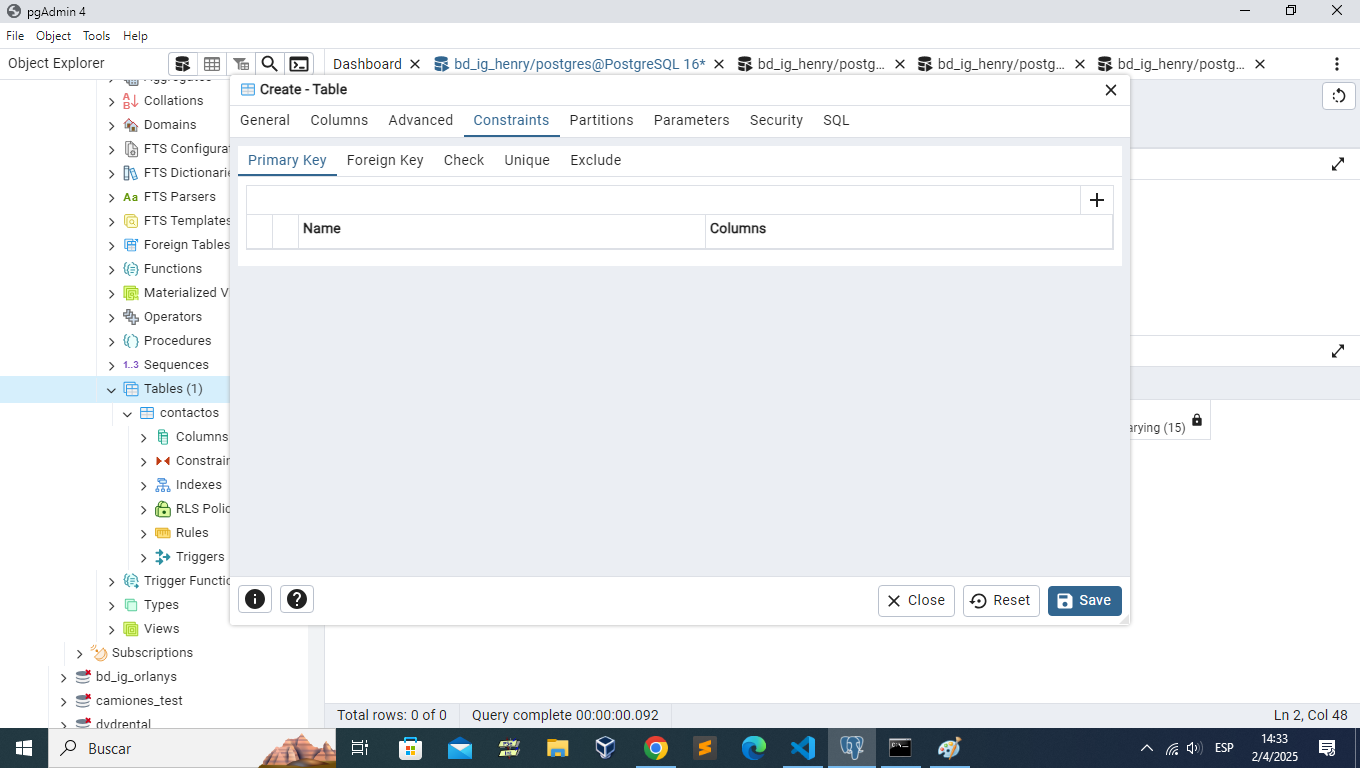 pgAdmin 4
File Object Tools Help
Object Explorer
Dashboard
bd_ig_henry/postgres@PostgreSQL 16*
bd_ig_henry/postg...
bd_ig_henry/postg...
bd_ig_henry/postg...
Aggregates
Collations
Domains
FTS Configurat
FTS Dictionarie
Aa FTS Parsers
FTS Templates
Foreign Tables
Functions
Materialized V
Operators
Procedures
1..3 Sequences
Tables (1)
contactos
Columns
Constrain
Indexes
RLS Polic
Rules
Triggers
Trigger Functio
Types
Views
Subscriptions
bd_ig_orlanys
camiones_test
dvdrental
Create - Table
General Columns Advanced Constraints Partitions Parameters Security SQL
Primary Key Foreign Key Check Unique Exclude
Name Columns
Close Reset Save
arying (15)
Total rows: 0 of 0 Query complete 00:00:00.092 Ln 2, Col 48
Buscar
ESP
14:33
2/4/2025